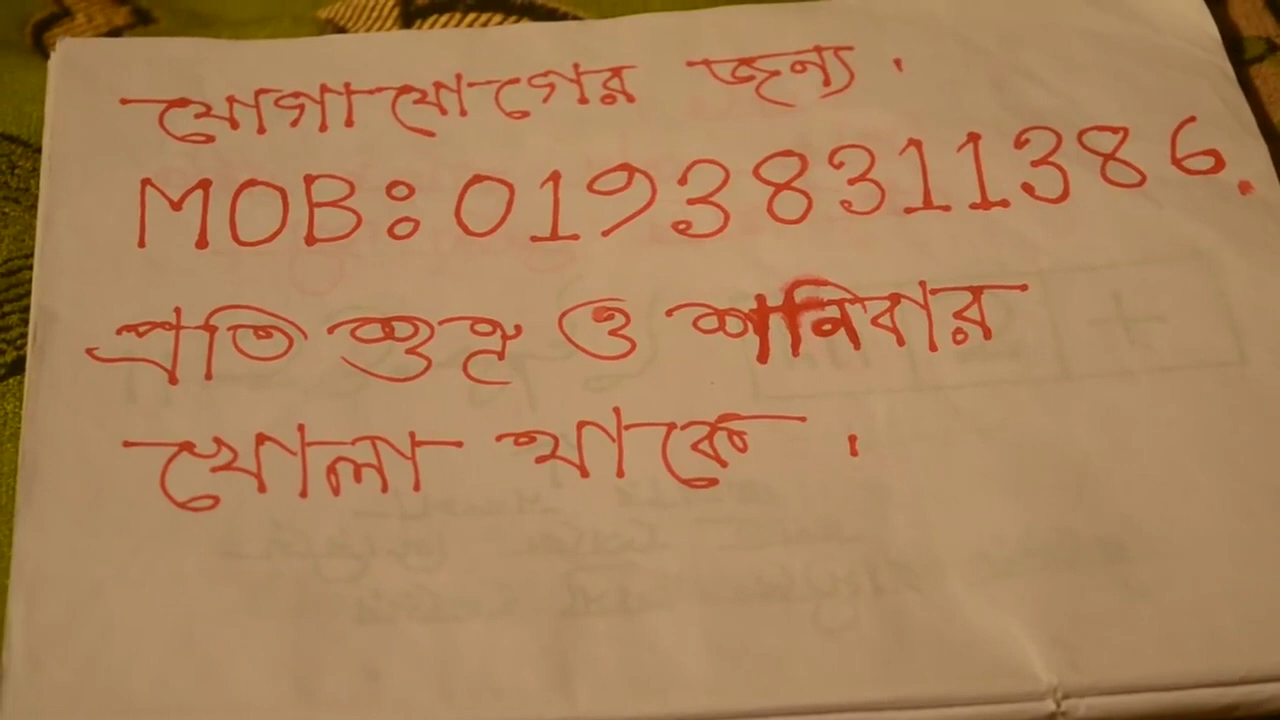 যোগাযোগের জন্য .
MOB: 01938311386.
প্রতি শুক্র ও শনিবার
খোলা থাকে .